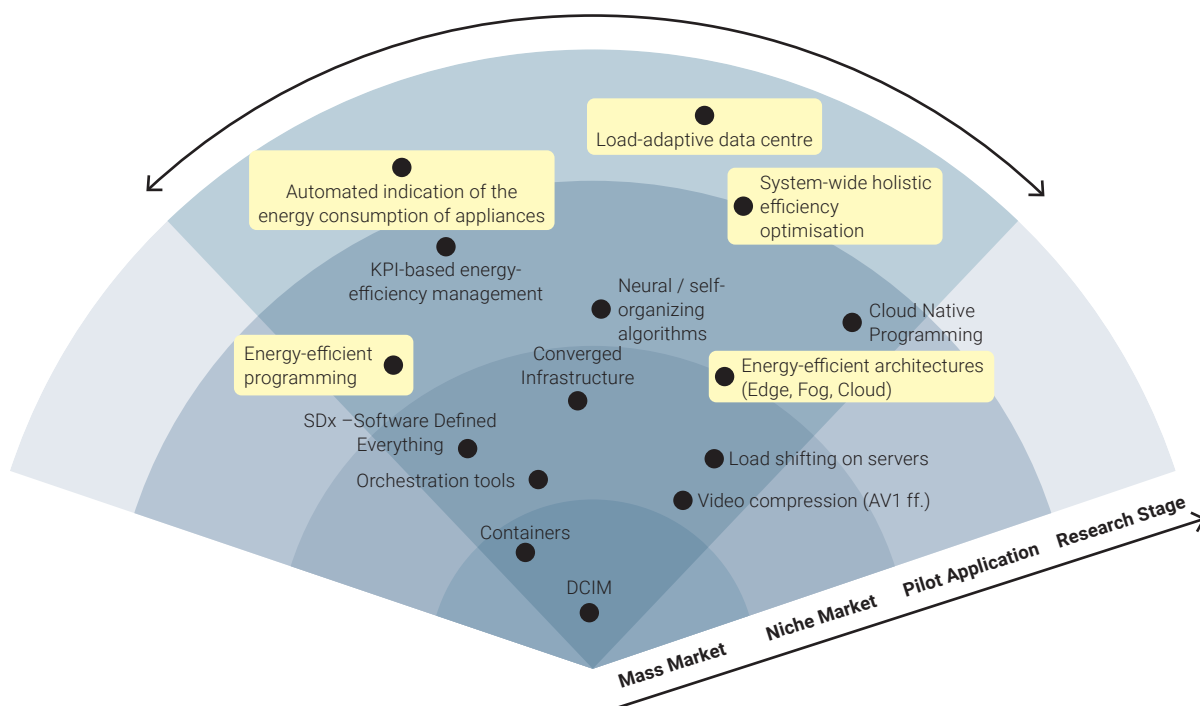 Load-adaptive data centre
Automated indication of the
energy consumption of appliances
System-wide holistic
efficiency
optimisation
KPI-based energy-
efficiency management
Neural / self-
organizing
algorithms
Cloud Native
Programming
Energy-efficient
programming
Converged
Infrastructure
Energy-efficient architectures
(Edge, Fog, Cloud)
SDx –Software Defined
Everything
Load shifting on servers
Orchestration tools
Video compression (AV1 ff.)
Containers
DCIM
Mass Market
Niche Market
Pilot Application
Research Stage